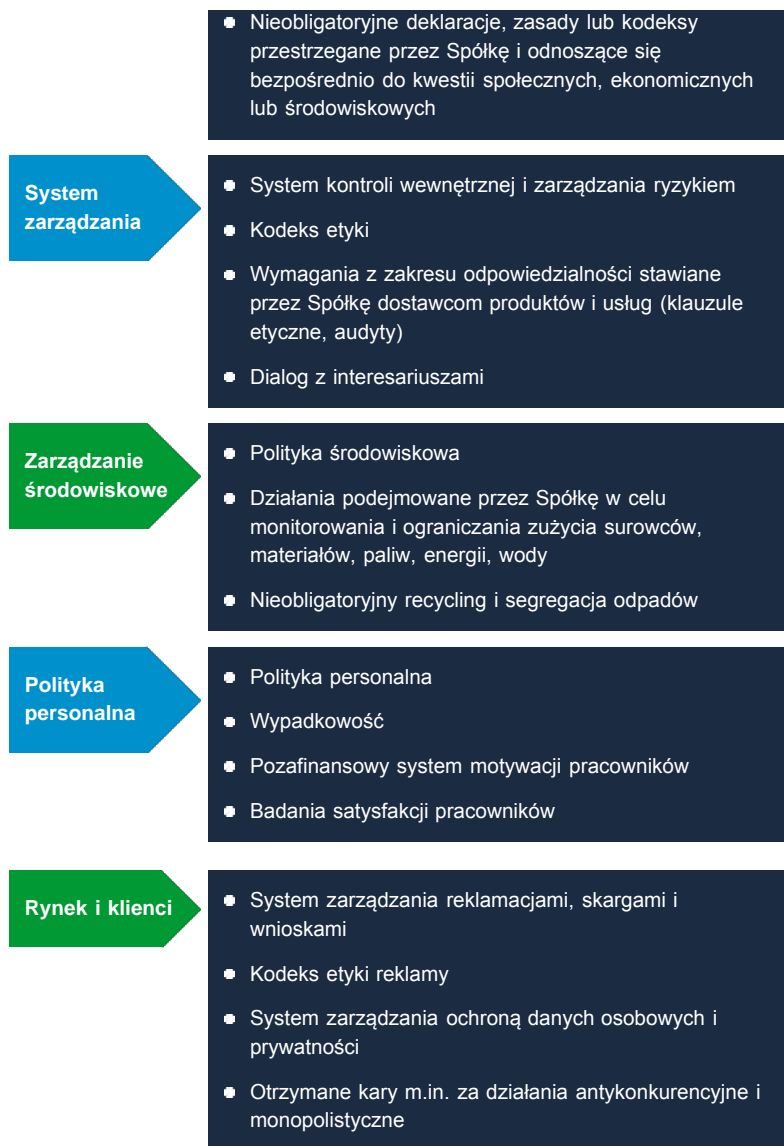 Nieobligatoryjne deklaracje, zasady lub kodeksy
przestrzegane przez Spółkę i odnoszące się
bezpośrednio do kwestii społecznych, ekonomicznych
lub środowiskowych
System
zarządzania
System kontroli wewnętrznej i zarządzania ryzykiem
Kodeks etyki
Wymagania z zakresu odpowiedzialności stawiane
przez Spółkę dostawcom produktów i usług (klauzule
etyczne, audyty)
Dialog z interesariuszami
Zarządzanie
środowiskowe
Polityka środowiskowa
Działania podejmowane przez Spółkę w celu
monitorowania i ograniczania zużycia surowców,
materiałów, paliw, energii, wody
Nieobligatoryjny recycling i segregacja odpadów
Polityka
personalna
Polityka personalna
Wypadkowość
Pozafinansowy system motywacji pracowników
Badania satysfakcji pracowników
Rynek i klienci
System zarządzania reklamacjami, skargami i
wnioskami
Kodeks etyki reklamy
System zarządzania ochroną danych osobowych i
prywatności
Otrzymane kary m.in. za działania antykonkurencyjne i
monopolistyczne